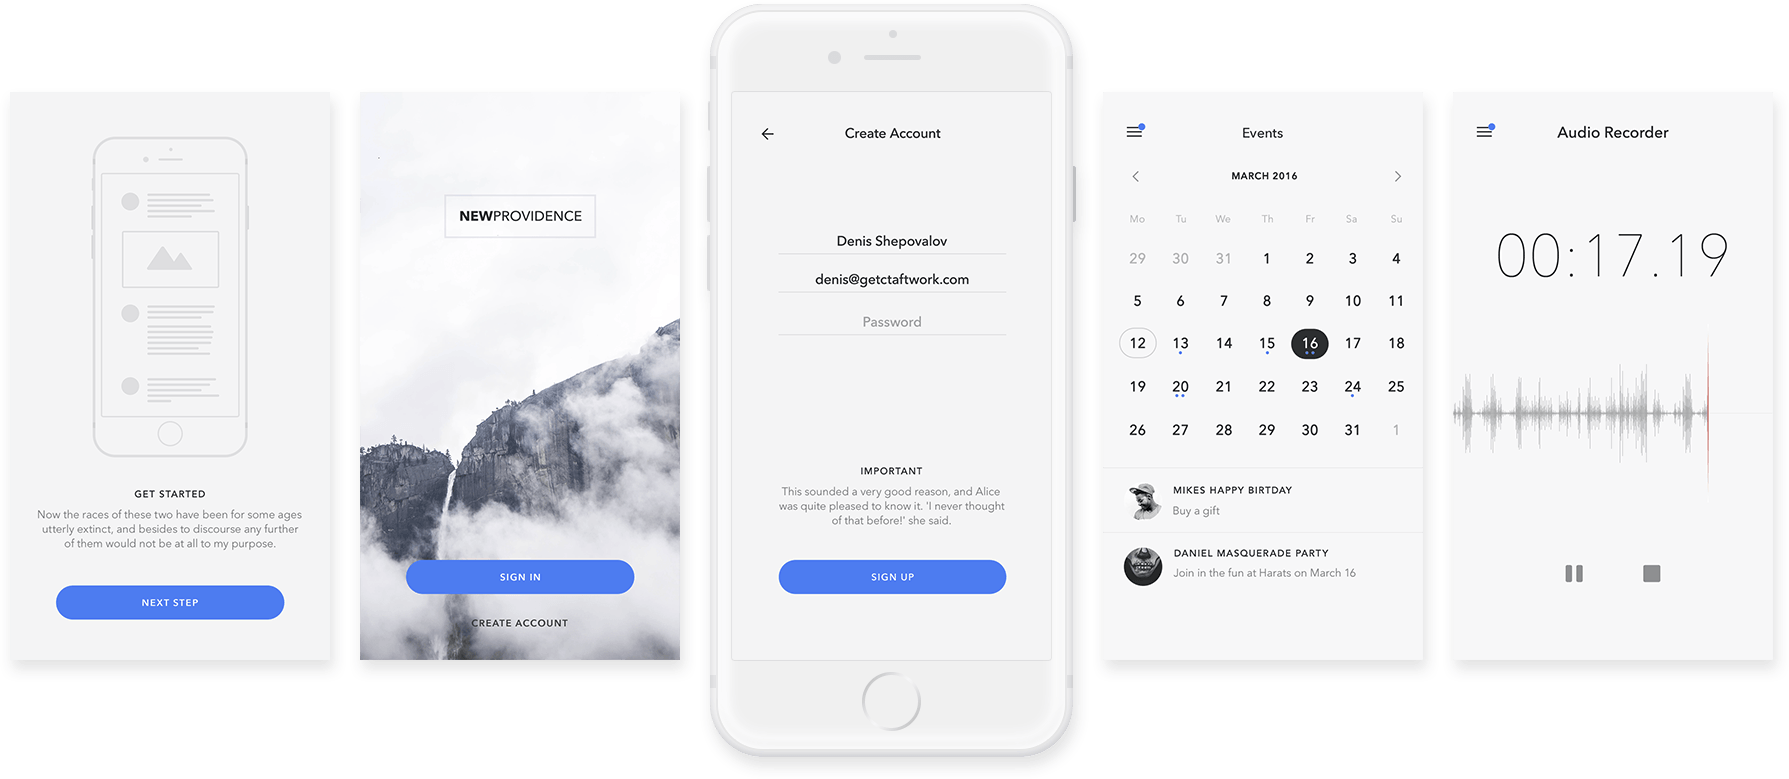 GET STARTED
Now the races of these two have been for some ages
utterly extinct, and besides to discourse any further
of them would not be at all to my purpose.
NEXT STEP
NEWPROVIDENCE
SIGN IN
CREATE ACCOUNT
Create Account
Denis Shepovalov
denis@getctaftwork.com
Password
IMPORTANT
This sounded a very good reason, and Alice
was quite pleased to know it. 'I never thought
of that before!' she said.
SIGN UP
Events
MARCH 2016
Mo Tu We Th Fr Sa Su
29 30 31 1 2 3 4
5 6 7 8 9 10 11
12 13 14 15 16 17 18
19 20 21 22 23 24 25
26 27 28 29 30 31 1
MIKES HAPPY BIRTDAY
Buy a gift
DANIEL MASQUERADE PARTY
Join in the fun at Harats on March 16
Audio Recorder
00:17.19